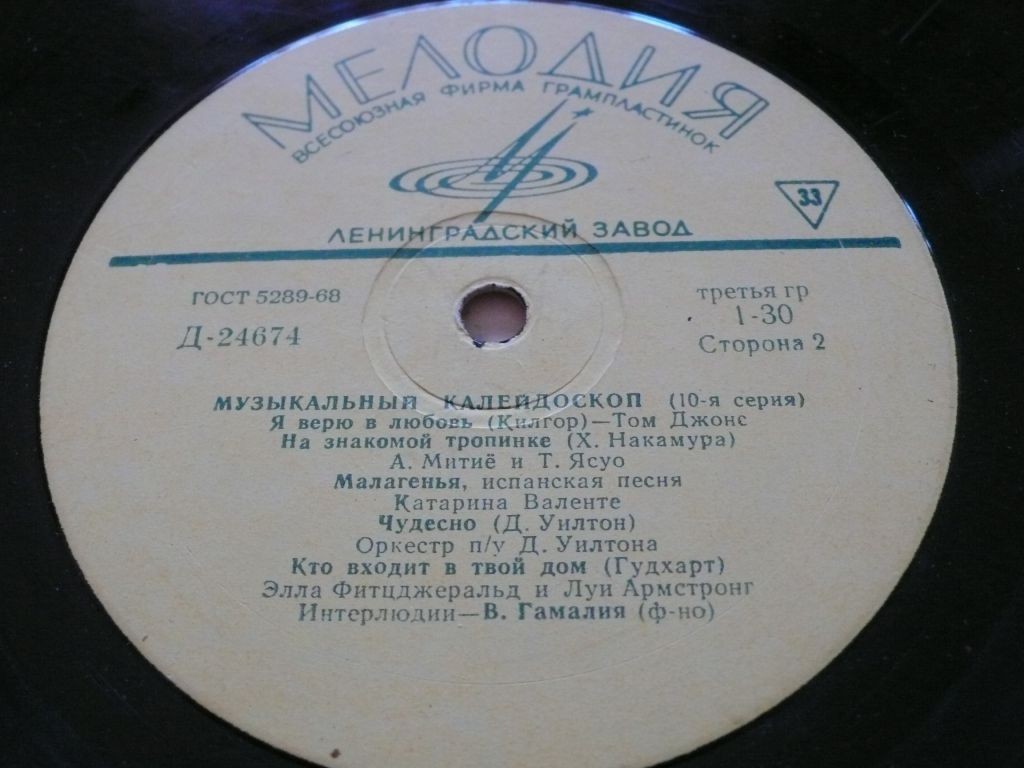 МЕЛОДИЯ
ВСЕСОЮЗНАЯ ФИРМА ГРАМПЛАСТИНОК
33
ЛЕНИНГРАДСКИЙ ЗАВОД
ГОСТ 5289-68
третья гр
Д-24674
1-30
Сторона 2
МУЗЫКАЛЬНЫЙ КАЛЕЙДОСКОП (10-я серия)
Я верю в любовь (Килгор)—Том Джонс
На знакомой тропинке (Х. Накамура)
А. Митиё и Т. Ясуо
Малагенья, испанская песня
Катарина Валенте
Чудесно (Д. Уилтон)
Оркестр п/у Д. Уилтона
Кто входит в твой дом (Гудхарт)
Элла Фитцджеральд и Луи Армстронг
Интерлюдии—В. Гамалия (ф-но)